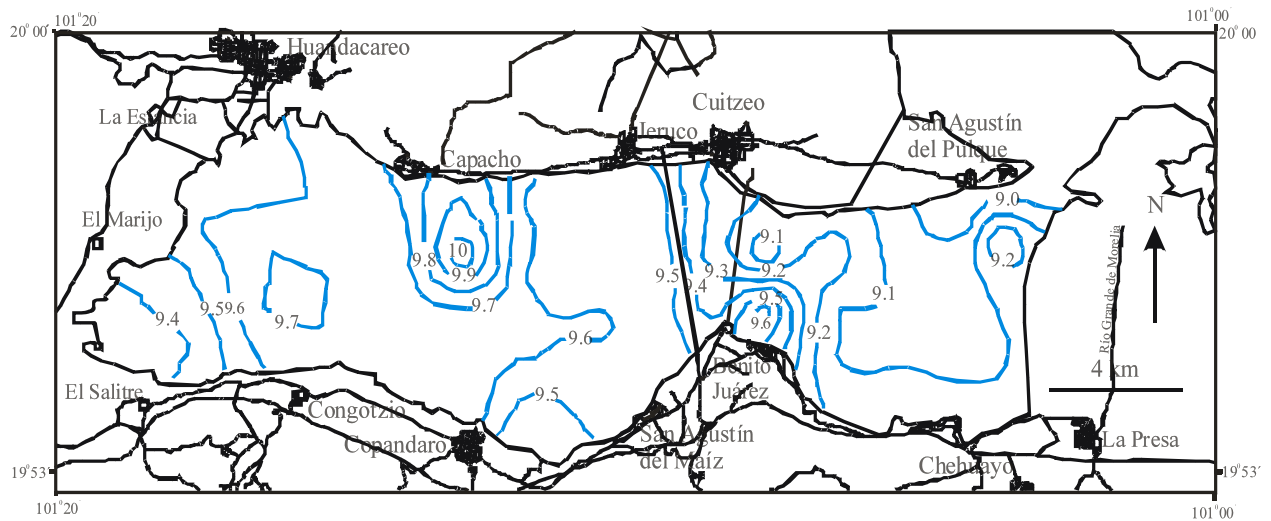 101°20'
101°00'
20°00'
20°00'
Huandacareo
La Estancia
Cuitzeo
Jeruco
San Agustín
del Pulque
Capacho
El Marijo
N
9.0
9.1
9.2
10
9.8
9.9
9.7
9.5
9.3
9.4
9.2
9.1
9.5
9.6
9.2
9.4
9.5
9.6
9.7
9.6
9.5
Río Grande de Morelia
4 km
Benito
Juárez
El Salitre
Congotzio
Copandaro
San Agustín
del Maíz
Chehuayo
La Presa
19°53'
19°53'
101°20'
101°00'